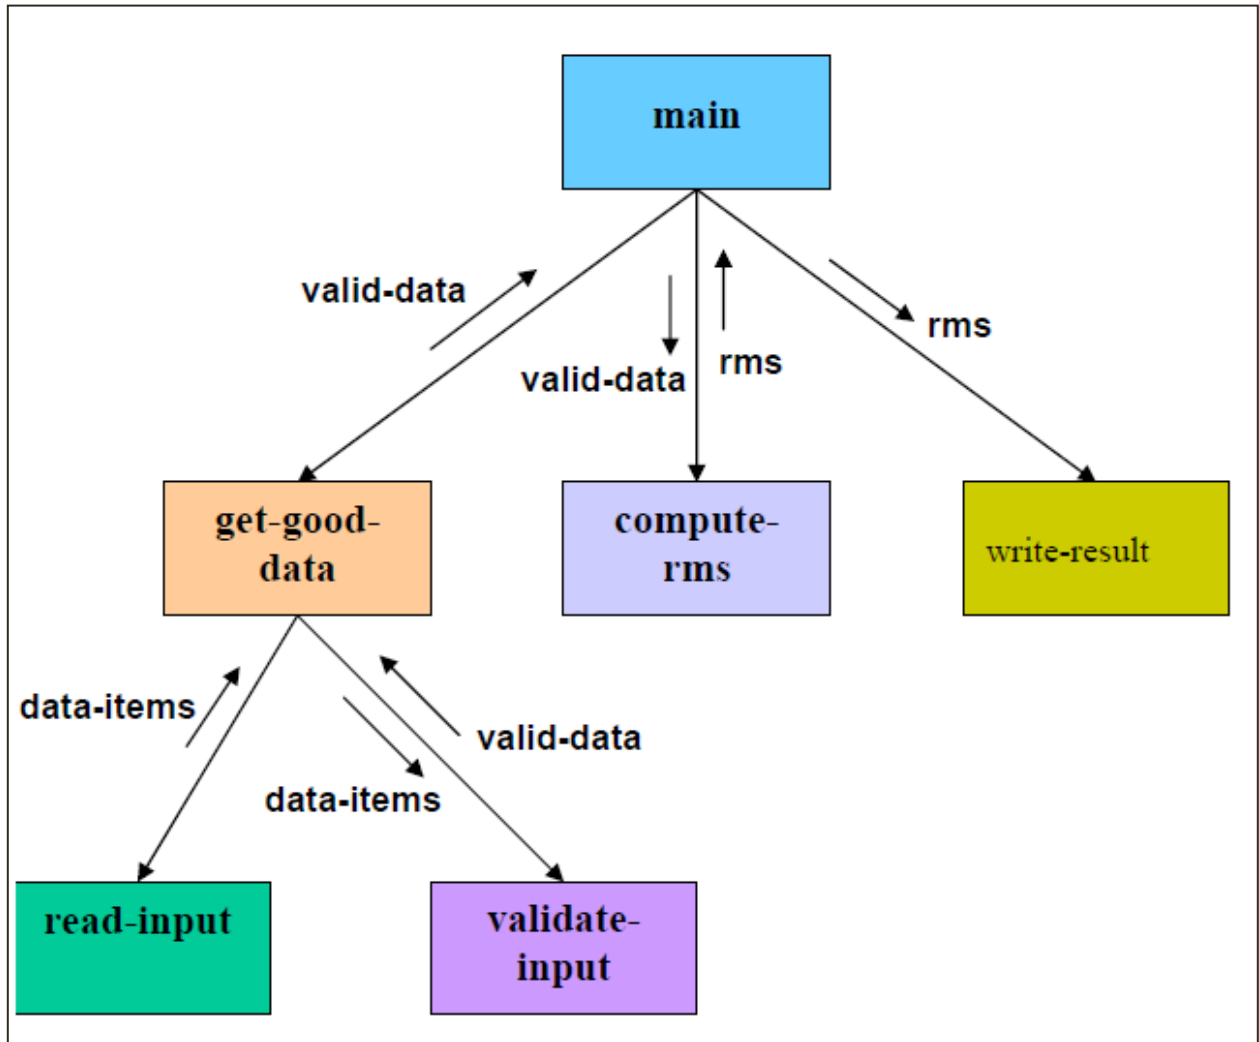 main
valid-data
valid-data
rms
rms
get-good-
data
compute-
rms
write-result
data-items
valid-data
data-items
read-input
validate-
input